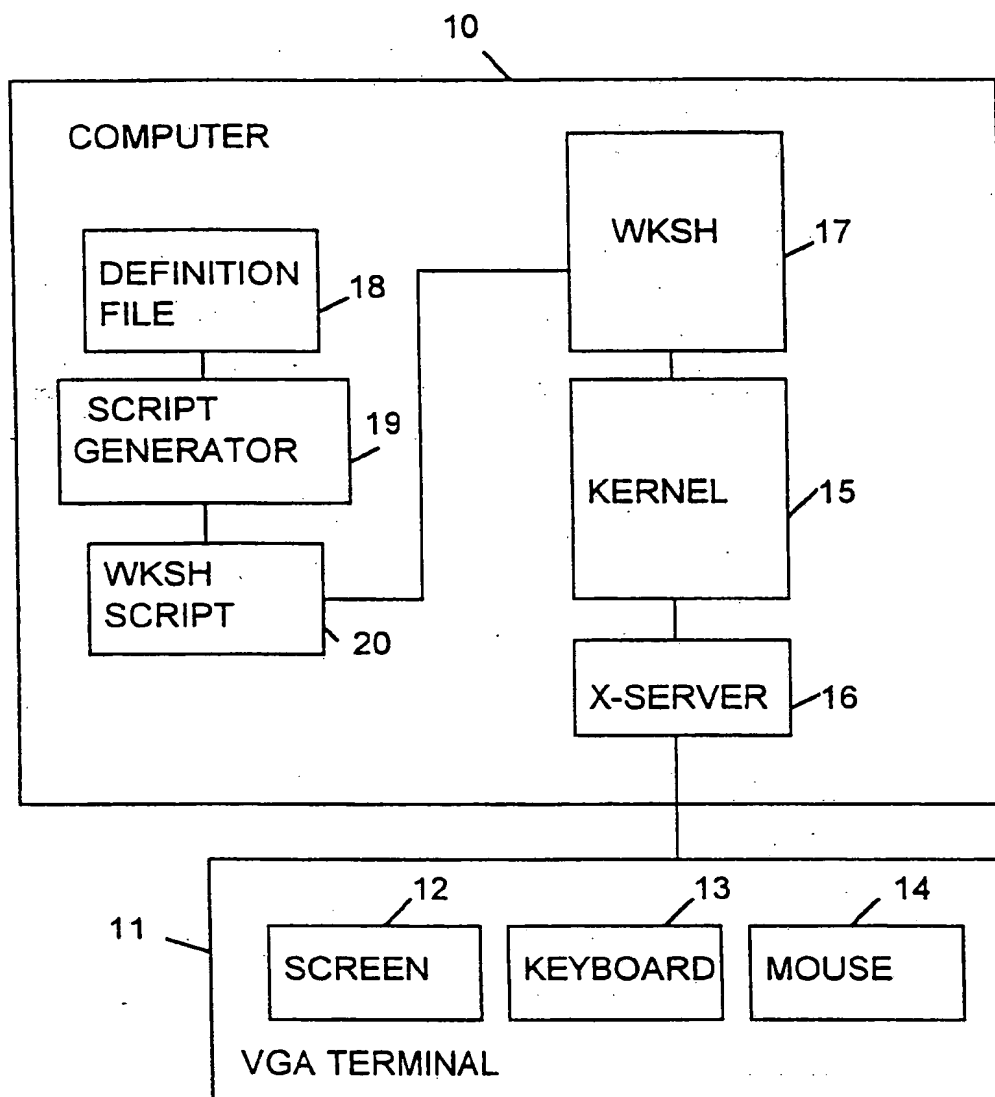 10
COMPUTER
WKSH
17
DEFINITION
FILE
18
SCRIPT
GENERATOR
19
KERNEL
15
WKSH
SCRIPT
20
X-SERVER
16
11
12
13
14
SCREEN
KEYBOARD
MOUSE
VGA TERMINAL